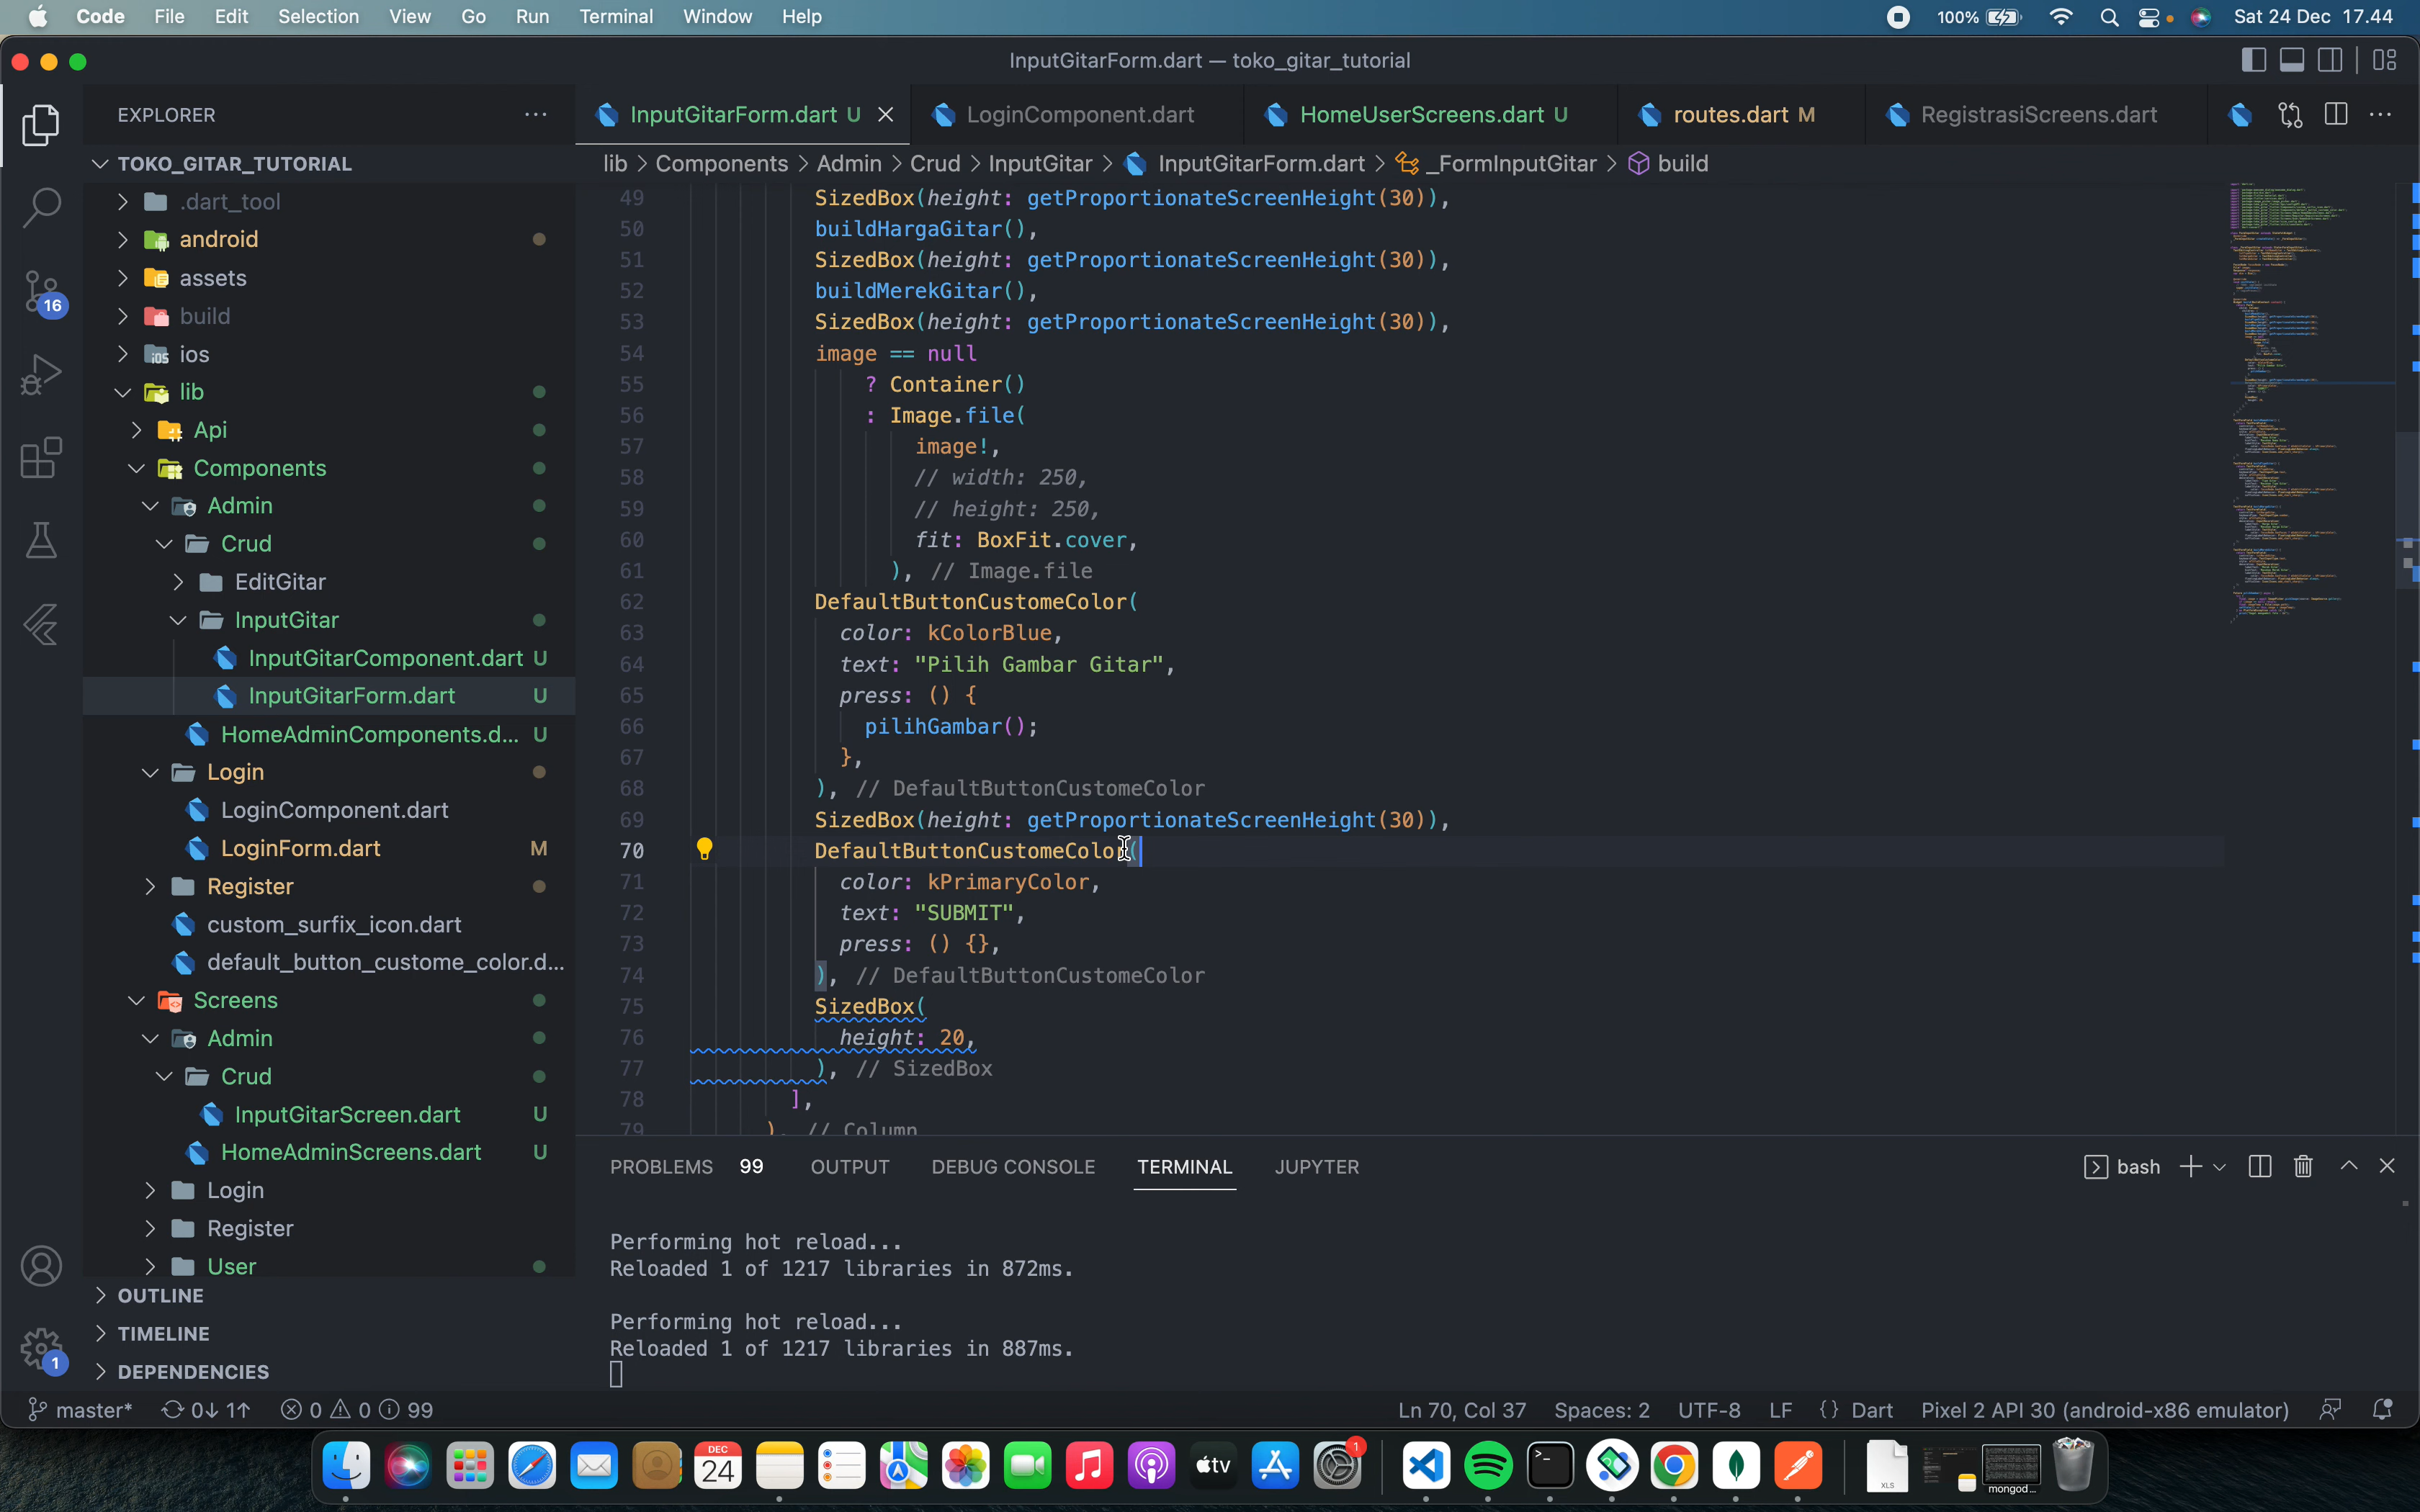 Code File Edit Selection View Go Run Terminal Window Help 100% Sat 24 Dec 17.44
InputGitarForm.dart — toko_gitar_tutorial
EXPLORER
InputGitarForm.dart U LoginComponent.dart HomeUserScreens.dart U routes.dart M RegistrasiScreens.dart
lib > Components > Admin > Crud > InputGitar > InputGitarForm.dart > _FormInputGitar > build
TOKO_GITAR_TUTORIAL
.dart_tool
android
assets
build
ios
lib
Api
Components
Admin
Crud
EditGitar
InputGitar
InputGitarComponent.dart U
InputGitarForm.dart U
HomeAdminComponents.d... U
Login
LoginComponent.dart
LoginForm.dart M
Register
custom_surfix_icon.dart
default_button_custome_color.d...
Screens
Admin
Crud
InputGitarScreen.dart U
HomeAdminScreens.dart U
Login
Register
User
OUTLINE
TIMELINE
DEPENDENCIES
16
1
49 SizedBox(height: getProportionateScreenHeight(30)),
50 buildHargaGitar(),
51 SizedBox(height: getProportionateScreenHeight(30)),
52 buildMerekGitar(),
53 SizedBox(height: getProportionateScreenHeight(30)),
54 image == null
55 ? Container()
56 : Image.file(
57 image!,
58 // width: 250,
59 // height: 250,
60 fit: BoxFit.cover,
61 ), // Image.file
62 DefaultButtonCustomeColor(
63 color: kColorBlue,
64 text: "Pilih Gambar Gitar",
65 press: () {
66 pilihGambar();
67 },
68 ), // DefaultButtonCustomeColor
69 SizedBox(height: getProportionateScreenHeight(30)),
70 DefaultButtonCustomeColor(
71 color: kPrimaryColor,
72 text: "SUBMIT",
73 press: () {},
74 ), // DefaultButtonCustomeColor
75 SizedBox(
76 height: 20,
77 ), // SizedBox
78 ],
79 ), // Column
PROBLEMS 99 OUTPUT DEBUG CONSOLE TERMINAL JUPYTER bash
Performing hot reload...
Reloaded 1 of 1217 libraries in 872ms.
Performing hot reload...
Reloaded 1 of 1217 libraries in 887ms.
master* 0↓ 1↑ 0 0 99 Ln 70, Col 37 Spaces: 2 UTF-8 LF {} Dart Pixel 2 API 30 (android-x86 emulator)
DEC
24
tv
1
XLS
mongod...